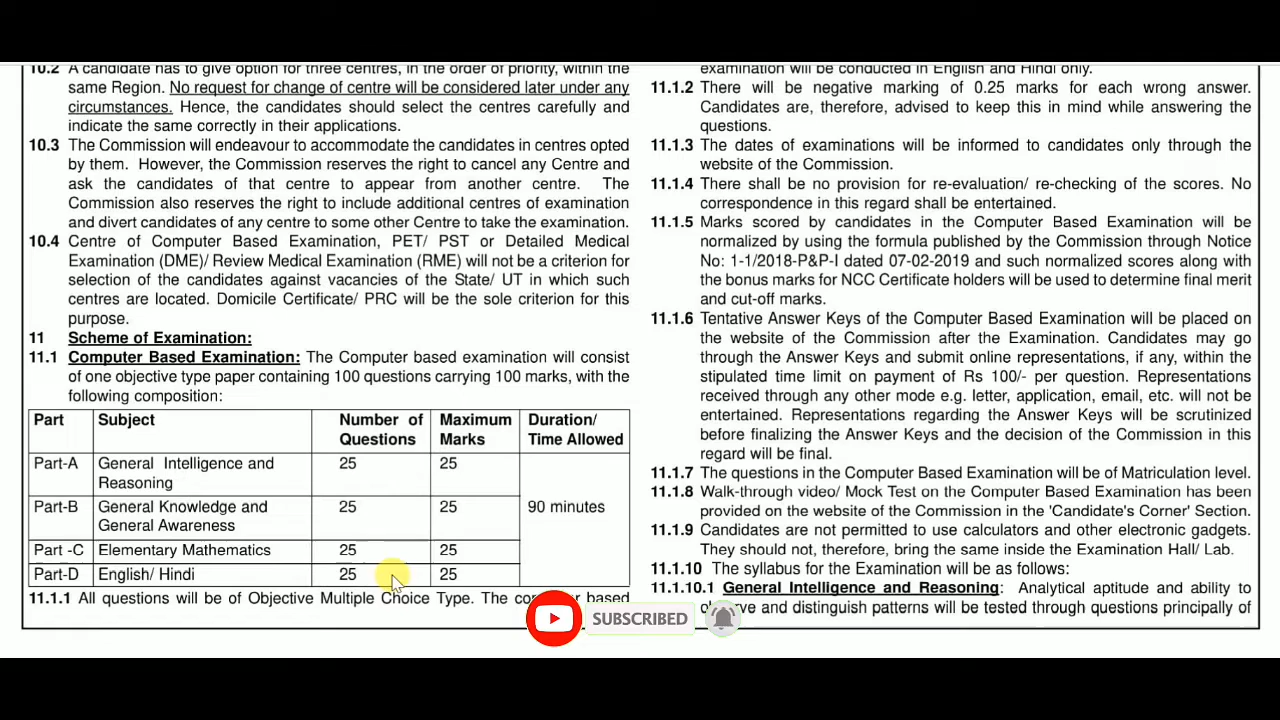 10.2 A candidate has to give option for three centres, in the order of priority, within the
same Region. No request for change of centre will be considered later under any
circumstances. Hence, the candidates should select the centres carefully and
indicate the same correctly in their applications.
10.3 The Commission will endeavour to accommodate the candidates in centres opted
by them. However, the Commission reserves the right to cancel any Centre and
ask the candidates of that centre to appear from another centre. The
Commission also reserves the right to include additional centres of examination
and divert candidates of any centre to some other Centre to take the examination.
10.4 Centre of Computer Based Examination, PET/ PST or Detailed Medical
Examination (DME)/ Review Medical Examination (RME) will not be a criterion for
selection of the candidates against vacancies of the State/ UT in which such
centres are located. Domicile Certificate/ PRC will be the sole criterion for this
purpose.
11 Scheme of Examination:
11.1 Computer Based Examination: The Computer based examination will consist
of one objective type paper containing 100 questions carrying 100 marks, with the
following composition:
Part Subject Number of Questions Maximum Marks Duration/ Time Allowed
Part-A General Intelligence and Reasoning 25 25
Part-B General Knowledge and General Awareness 25 25 90 minutes
Part -C Elementary Mathematics 25 25
Part-D English/ Hindi 25 25
11.1.1 All questions will be of Objective Multiple Choice Type. The computer based
examination will be conducted in English and Hindi only.
11.1.2 There will be negative marking of 0.25 marks for each wrong answer.
Candidates are, therefore, advised to keep this in mind while answering the
questions.
11.1.3 The dates of examinations will be informed to candidates only through the
website of the Commission.
11.1.4 There shall be no provision for re-evaluation/ re-checking of the scores. No
correspondence in this regard shall be entertained.
11.1.5 Marks scored by candidates in the Computer Based Examination will be
normalized by using the formula published by the Commission through Notice
No: 1-1/2018-P&P-I dated 07-02-2019 and such normalized scores along with
the bonus marks for NCC Certificate holders will be used to determine final merit
and cut-off marks.
11.1.6 Tentative Answer Keys of the Computer Based Examination will be placed on
the website of the Commission after the Examination. Candidates may go
through the Answer Keys and submit online representations, if any, within the
stipulated time limit on payment of Rs 100/- per question. Representations
received through any other mode e.g. letter, application, email, etc. will not be
entertained. Representations regarding the Answer Keys will be scrutinized
before finalizing the Answer Keys and the decision of the Commission in this
regard will be final.
11.1.7 The questions in the Computer Based Examination will be of Matriculation level.
11.1.8 Walk-through video/ Mock Test on the Computer Based Examination has been
provided on the website of the Commission in the 'Candidate's Corner' Section.
11.1.9 Candidates are not permitted to use calculators and other electronic gadgets.
They should not, therefore, bring the same inside the Examination Hall/ Lab.
11.1.10 The syllabus for the Examination will be as follows:
11.1.10.1 General Intelligence and Reasoning: Analytical aptitude and ability to
observe and distinguish patterns will be tested through questions principally of
SUBSCRIBED